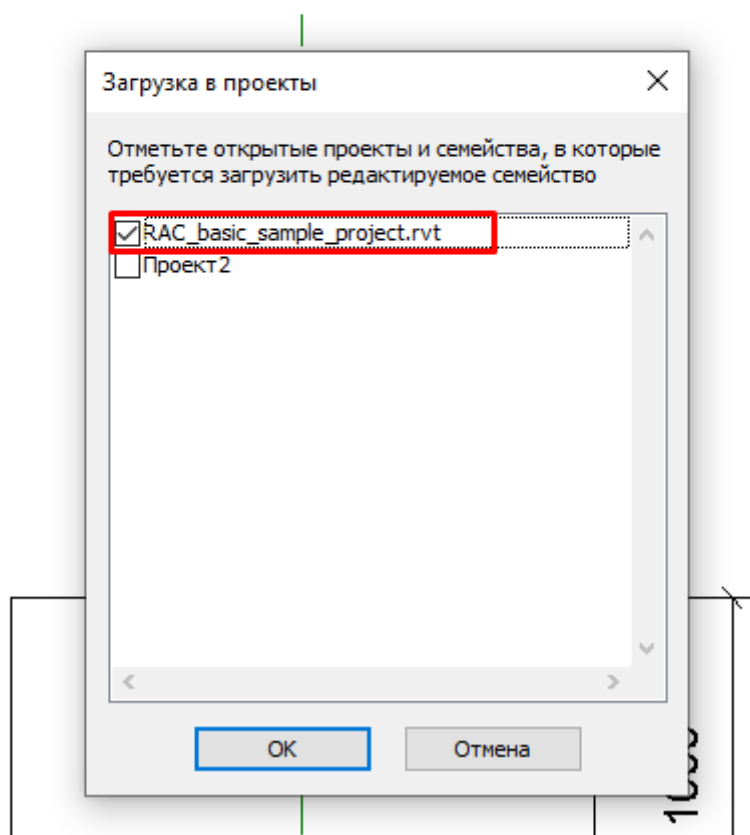 Загрузка в проекты
Отметьте открытые проекты и семейства, в которые
требуется загрузить редактируемое семейство
RAC_basic_sample_project.rvt
Проект2
OK
Отмена